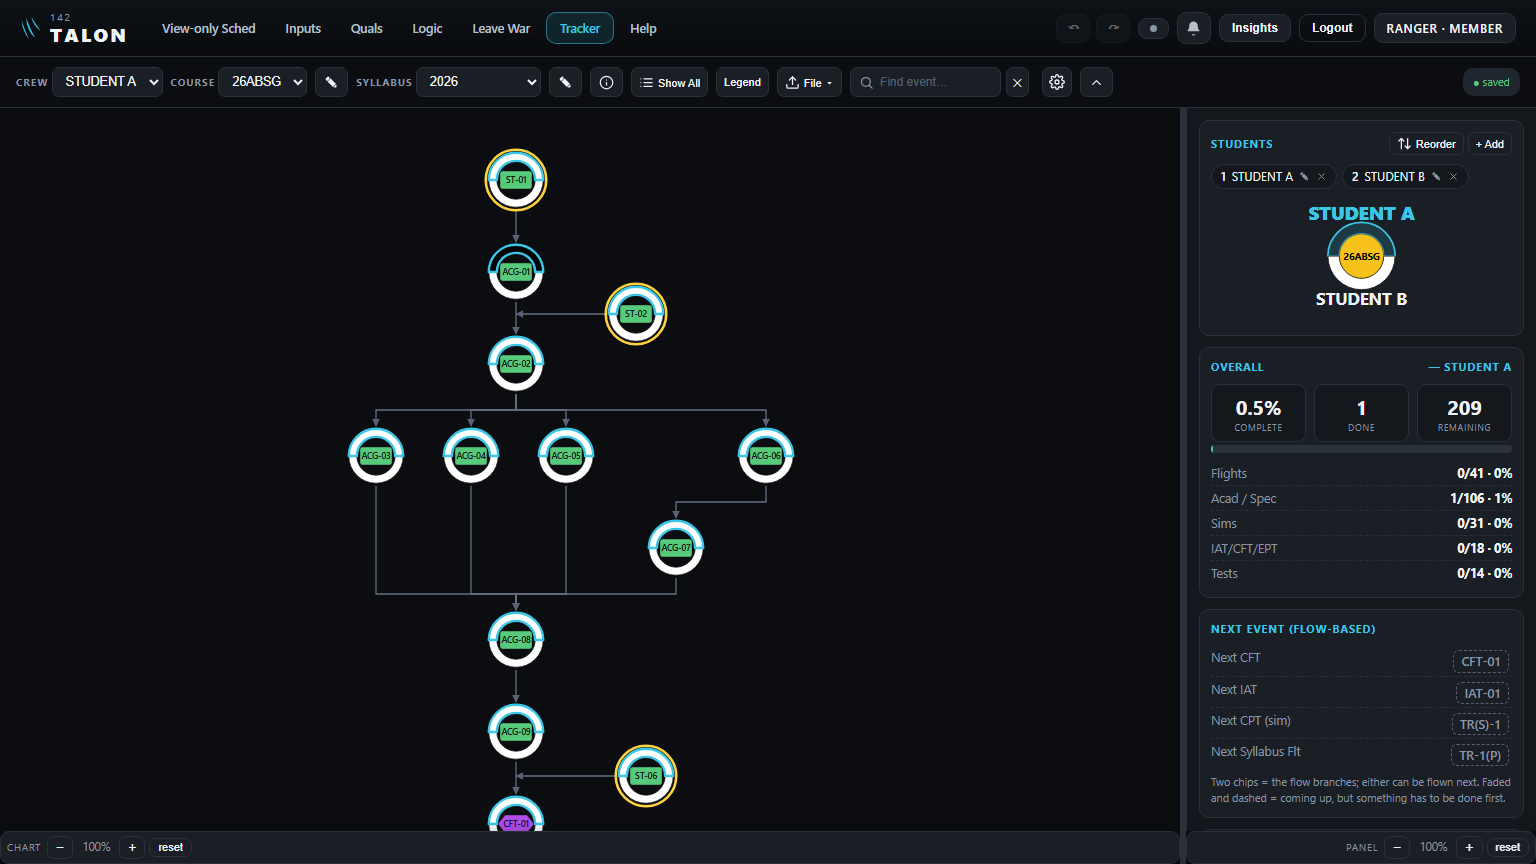 142
TALON
View-only Sched
Inputs
Quals
Logic
Leave War
Tracker
Help
Insights
Logout
RANGER · MEMBER
CREW
STUDENT A
COURSE
26ABSG
SYLLABUS
2026
Show All
Legend
File
Find event...
saved
ST-01
ACG-01
ST-02
ACG-02
ACG-03
ACG-04
ACG-05
ACG-06
ACG-07
ACG-08
ACG-09
ST-06
CFT-01
CHART
−
100%
+
reset
STUDENTS
Reorder
+ Add
1 STUDENT A
2 STUDENT B
STUDENT A
26ABSG
STUDENT B
OVERALL
— STUDENT A
0.5%
COMPLETE
1
DONE
209
REMAINING
Flights 0/41 · 0%
Acad / Spec 1/106 · 1%
Sims 0/31 · 0%
IAT/CFT/EPT 0/18 · 0%
Tests 0/14 · 0%
NEXT EVENT (FLOW-BASED)
Next CFT CFT-01
Next IAT IAT-01
Next CPT (sim) TR(S)-1
Next Syllabus Flt TR-1(P)
Two chips = the flow branches; either can be flown next. Faded
and dashed = coming up, but something has to be done first.
PANEL
−
100%
+
reset